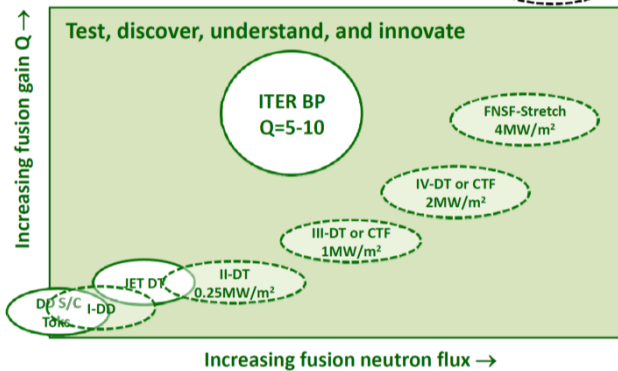 Test, discover, understand, and innovate
Increasing fusion gain Q →
ITER BP
Q=5-10
FNSF-Stretch
4MW/m²
IV-DT or CTF
2MW/m²
III-DT or CTF
1MW/m²
II-DT
0.25MW/m²
JET DT
DD S/C
Toks
I-DD
Increasing fusion neutron flux →